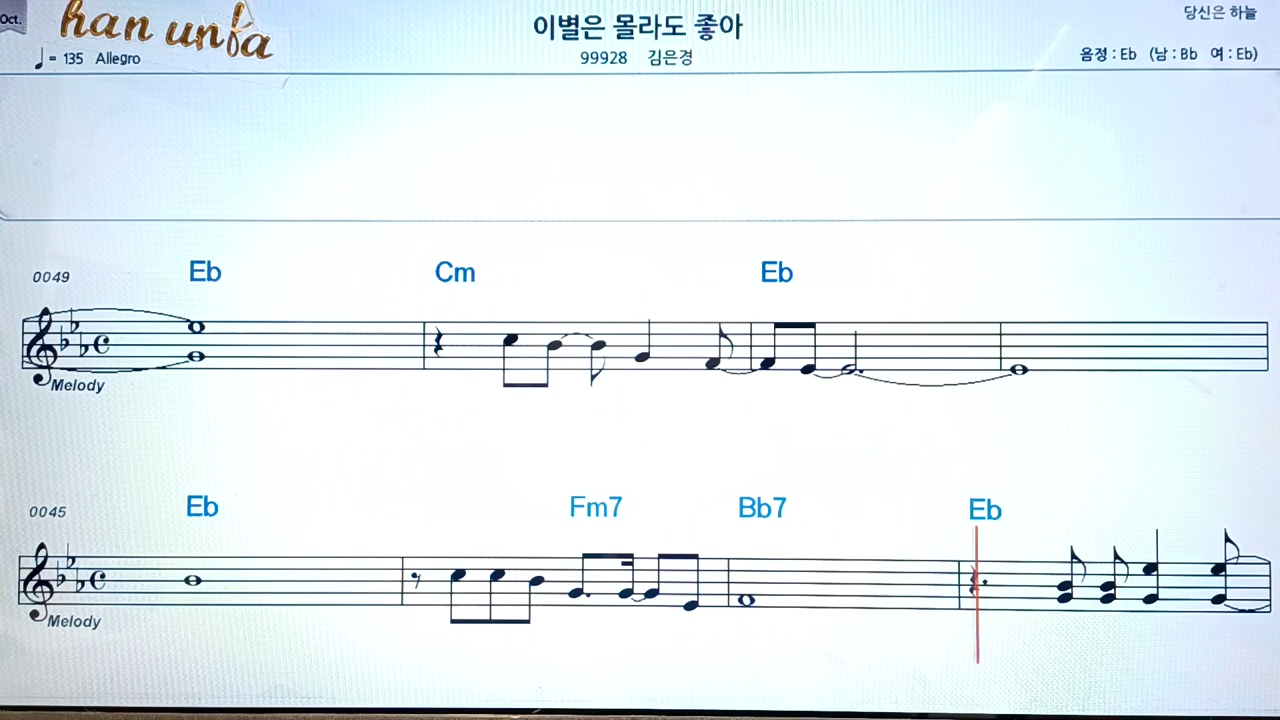 Oct.
han unfa
이별은 몰라도 좋아
당신은 하늘
♩= 135 Allegro
99928 김은경
음정 : Eb (남 : Bb 여 : Eb)
0049 Eb Cm Eb
Melody
0045 Eb Fm7 Bb7 Eb
Melody